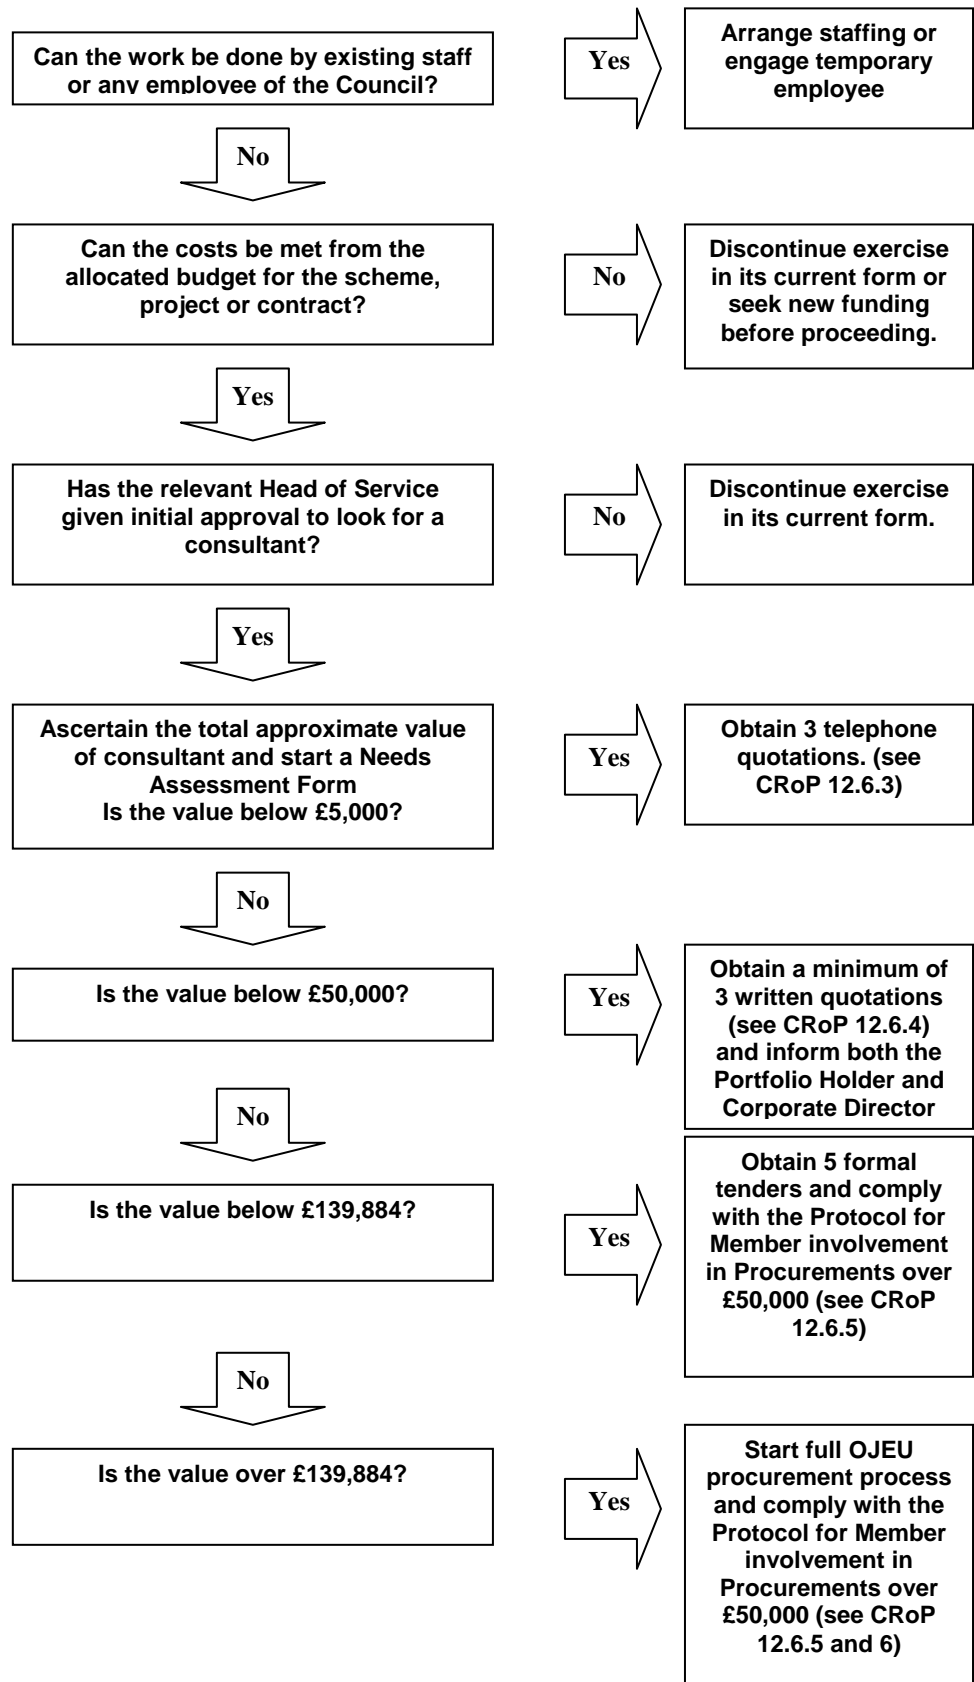 Can the work be done by existing staff
or any employee of the Council?
Yes
Arrange staffing or
engage temporary
employee
No
Can the costs be met from the
allocated budget for the scheme,
project or contract?
No
Discontinue exercise
in its current form or
seek new funding
before proceeding.
Yes
Has the relevant Head of Service
given initial approval to look for a
consultant?
No
Discontinue exercise
in its current form.
Yes
Ascertain the total approximate value
of consultant and start a Needs
Assessment Form
Is the value below £5,000?
Yes
Obtain 3 telephone
quotations. (see
CRoP 12.6.3)
No
Is the value below £50,000?
Yes
Obtain a minimum of
3 written quotations
(see CRoP 12.6.4)
and inform both the
Portfolio Holder and
Corporate Director
No
Is the value below £139,884?
Yes
Obtain 5 formal
tenders and comply
with the Protocol for
Member involvement
in Procurements over
£50,000 (see CRoP
12.6.5)
No
Is the value over £139,884?
Yes
Start full OJEU
procurement process
and comply with the
Protocol for Member
involvement in
Procurements over
£50,000 (see CRoP
12.6.5 and 6)